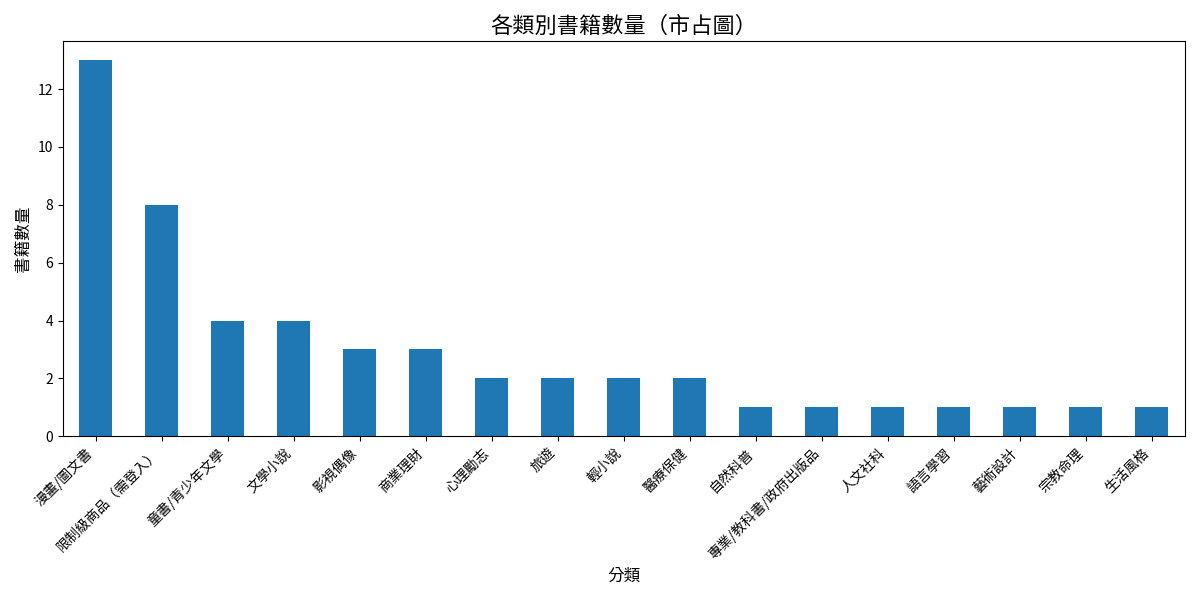 各類別書籍數量（市占圖）
書籍數量
12
10
8
6
4
2
0
漫畫/圖文書
限制級商品（需登入）
童書/青少年文學
文學小說
影視偶像
商業理財
心理勵志
旅遊
輕小說
醫療保健
自然科普
專業/教科書/政府出版品
人文社科
語言學習
藝術設計
宗教命理
生活風格
分類